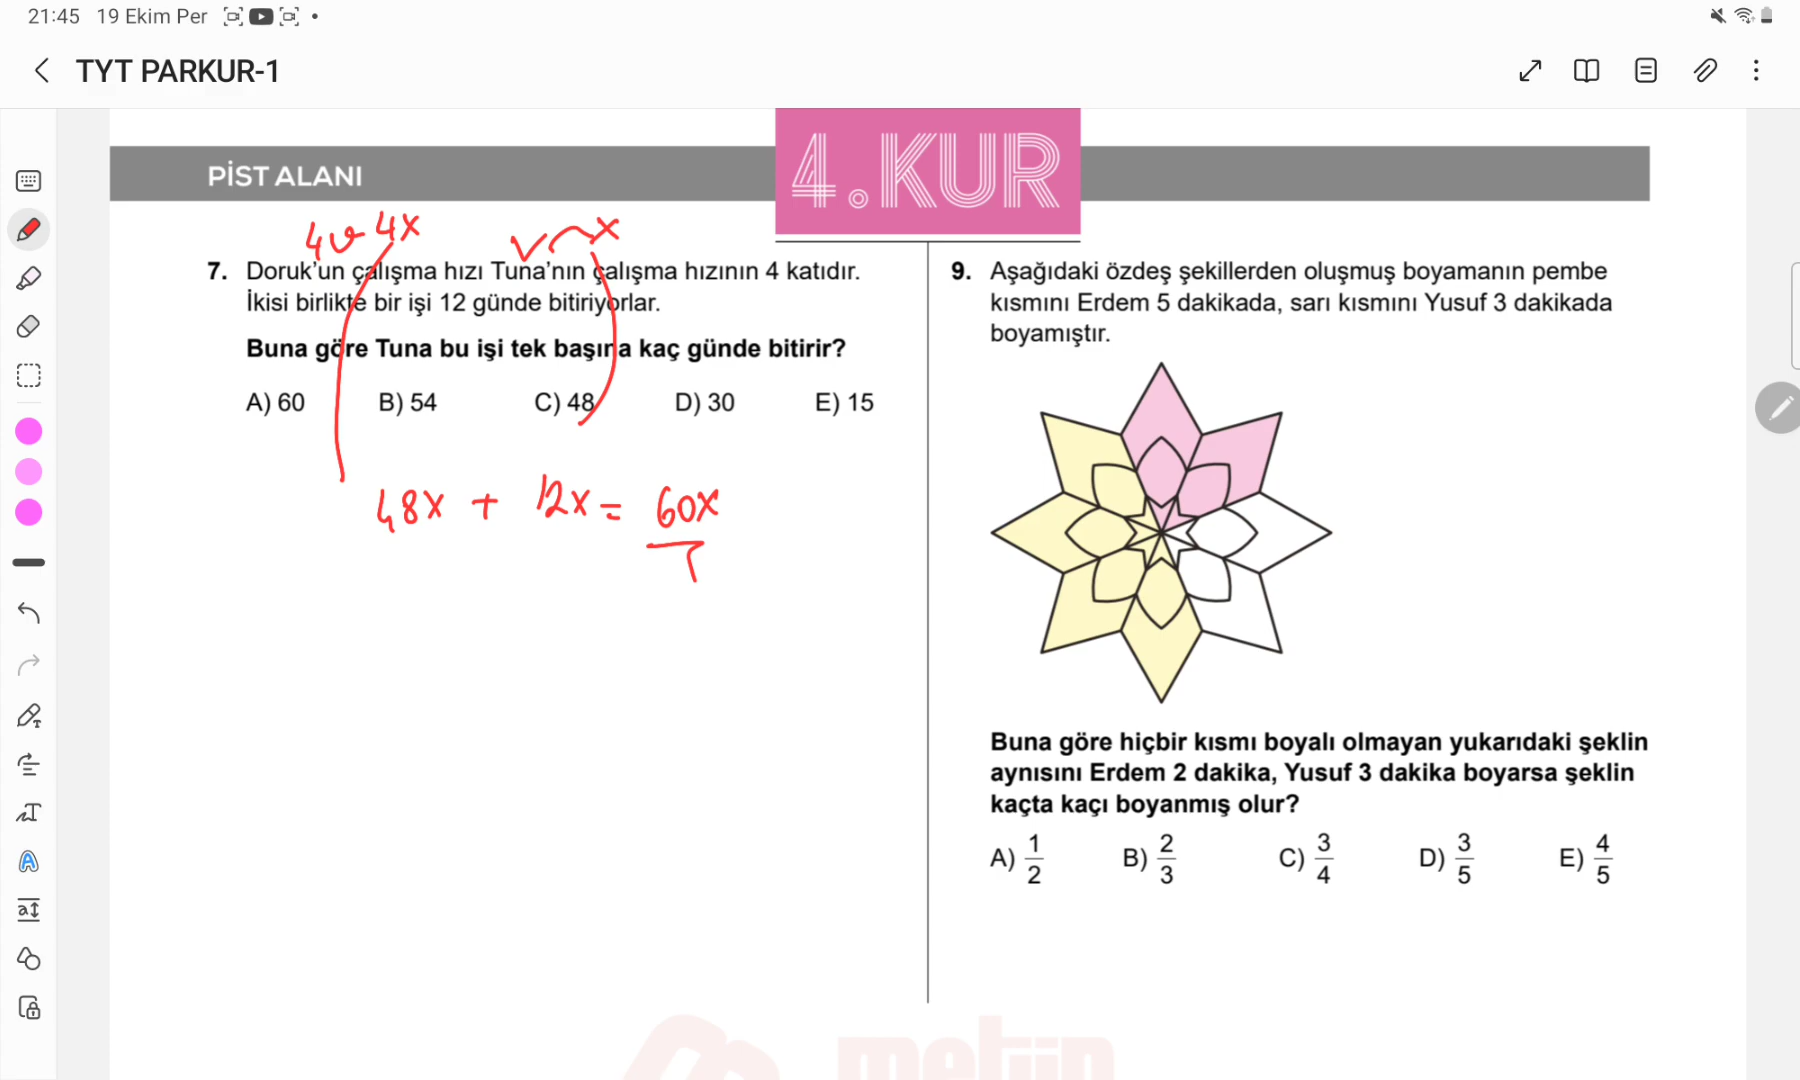 21:45 19 Ekim Per
TYT PARKUR-1
4.KUR
PİST ALANI
4v 4x
v x
7. Doruk'un çalışma hızı Tuna'nın çalışma hızının 4 katıdır.
İkisi birlikte bir işi 12 günde bitiriyorlar.
Buna göre Tuna bu işi tek başına kaç günde bitirir?
A) 60 B) 54 C) 48 D) 30 E) 15
48x + 12x = 60x
T
9. Aşağıdaki özdeş şekillerden oluşmuş boyamanın pembe
kısmını Erdem 5 dakikada, sarı kısmını Yusuf 3 dakikada
boyamıştır.
Buna göre hiçbir kısmı boyalı olmayan yukarıdaki şeklin
aynısını Erdem 2 dakika, Yusuf 3 dakika boyarsa şeklin
kaçta kaçı boyanmış olur?
A) 1/2 B) 2/3 C) 3/4 D) 3/5 E) 4/5
metin